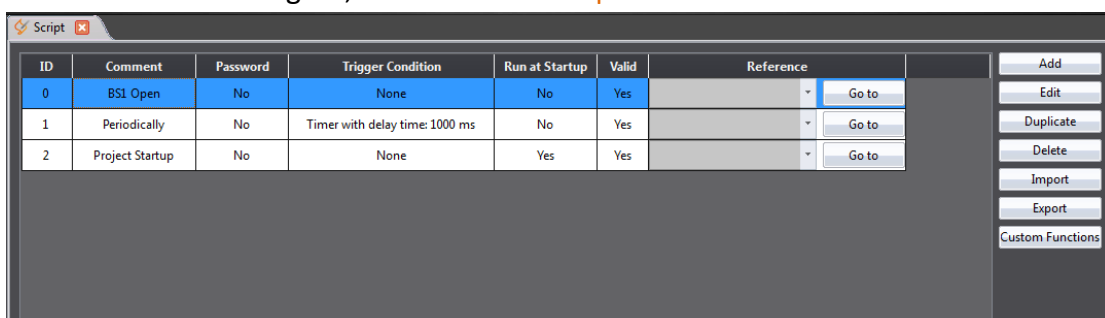 Script
ID Comment Password Trigger Condition Run at Startup Valid Reference
0 BS1 Open No None No Yes Go to
1 Periodically No Timer with delay time: 1000 ms No Yes Go to
2 Project Startup No None Yes Yes Go to
Add
Edit
Duplicate
Delete
Import
Export
Custom Functions